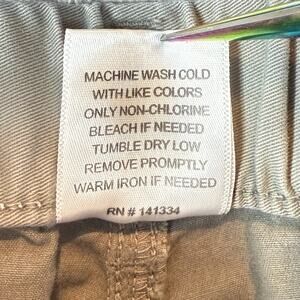 MACHINE WASH COLD
WITH LIKE COLORS
ONLY NON-CHLORINE
BLEACH IF NEEDED
TUMBLE DRY LOW
REMOVE PROMPTLY
WARM IRON IF NEEDED
RN # 141334